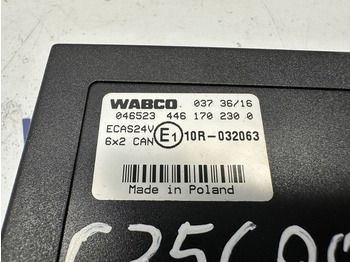 WABCO. 037 36/16
046523 446 170 230 0
ECAS24V E1 10R-032063
6x2 CAN
Made in Poland